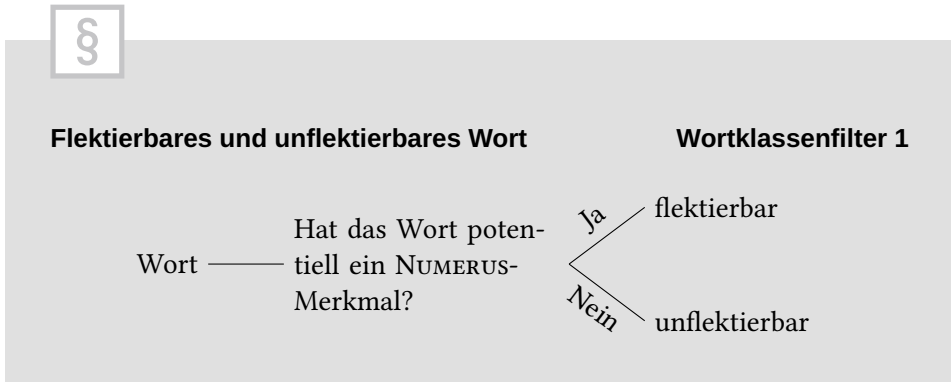 §
Flektierbares und unflektierbares Wort Wortklassenfilter 1
Ja flektierbar
Hat das Wort poten-
Wort tiell ein NUMERUS-
Merkmal?
Nein unflektierbar